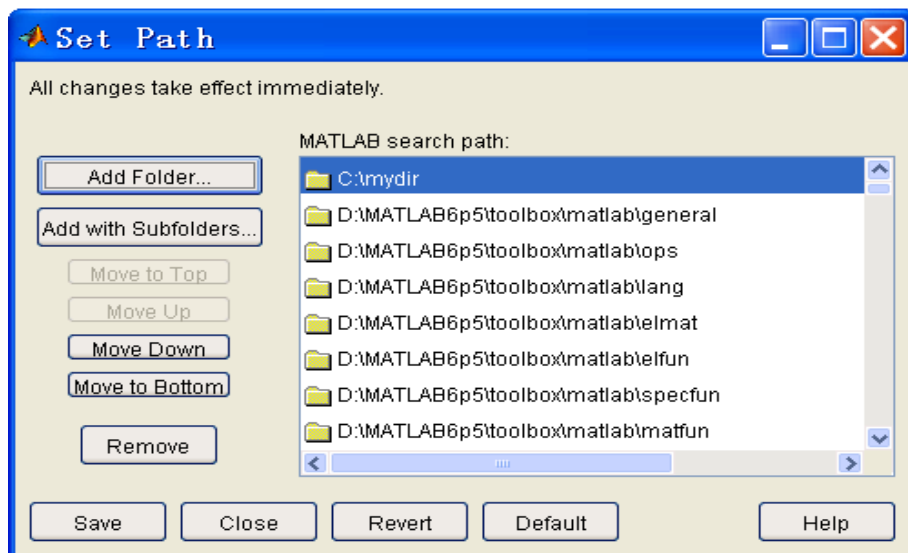 Set Path
All changes take effect immediately.
MATLAB search path:
Add Folder...
Add with Subfolders...
Move to Top
Move Up
Move Down
Move to Bottom
Remove
C:\mydir
D:\MATLAB6p5\toolbox\matlab\general
D:\MATLAB6p5\toolbox\matlab\ops
D:\MATLAB6p5\toolbox\matlab\lang
D:\MATLAB6p5\toolbox\matlab\elmat
D:\MATLAB6p5\toolbox\matlab\elfun
D:\MATLAB6p5\toolbox\matlab\specfun
D:\MATLAB6p5\toolbox\matlab\matfun
Save
Close
Revert
Default
Help